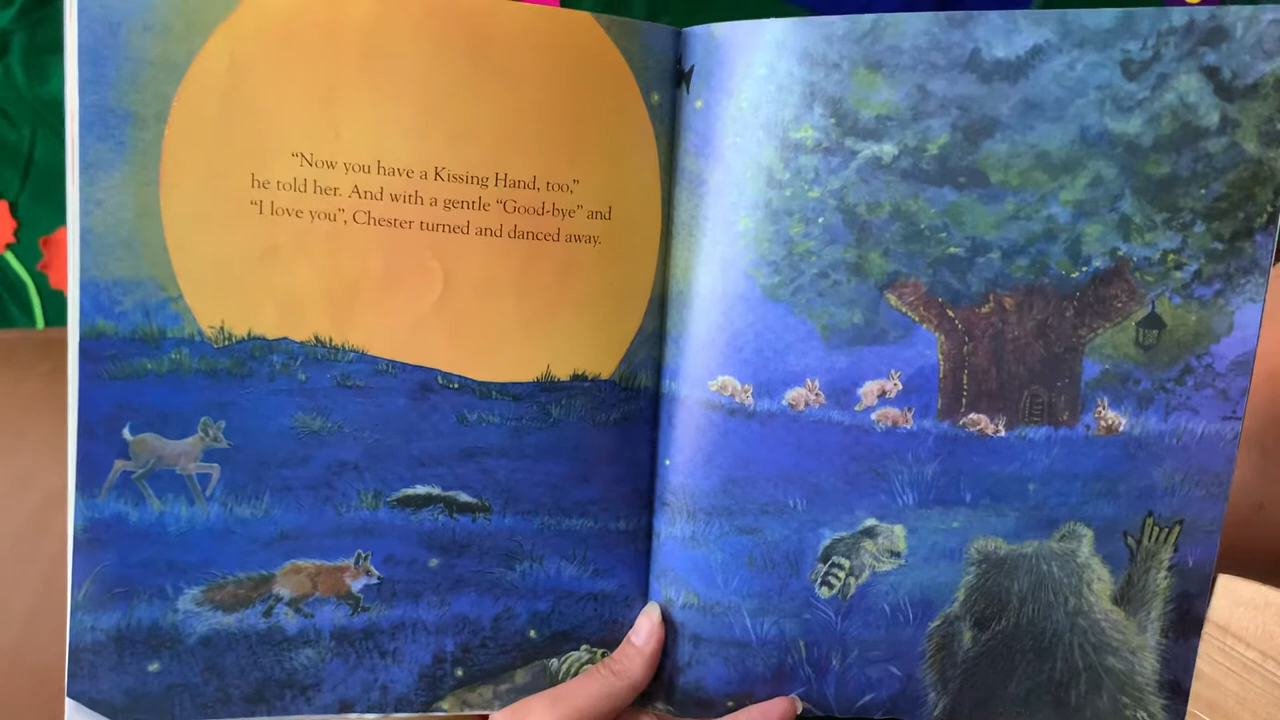 “Now you have a Kissing Hand, too,”
he told her. And with a gentle “Good-bye” and
“I love you”, Chester turned and danced away.